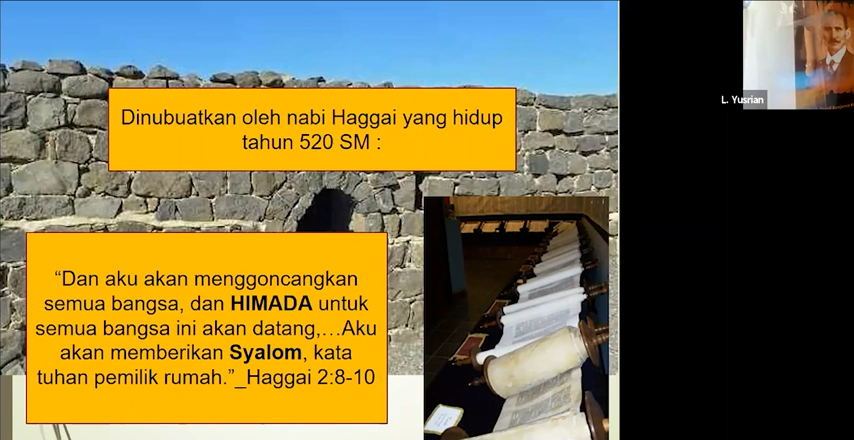 Dinubuatkan oleh nabi Haggai yang hidup
tahun 520 SM :
“Dan aku akan menggoncangkan
semua bangsa, dan HIMADA untuk
semua bangsa ini akan datang,…Aku
akan memberikan Syalom, kata
tuhan pemilik rumah.”_Haggai 2:8-10
L. Yusrian